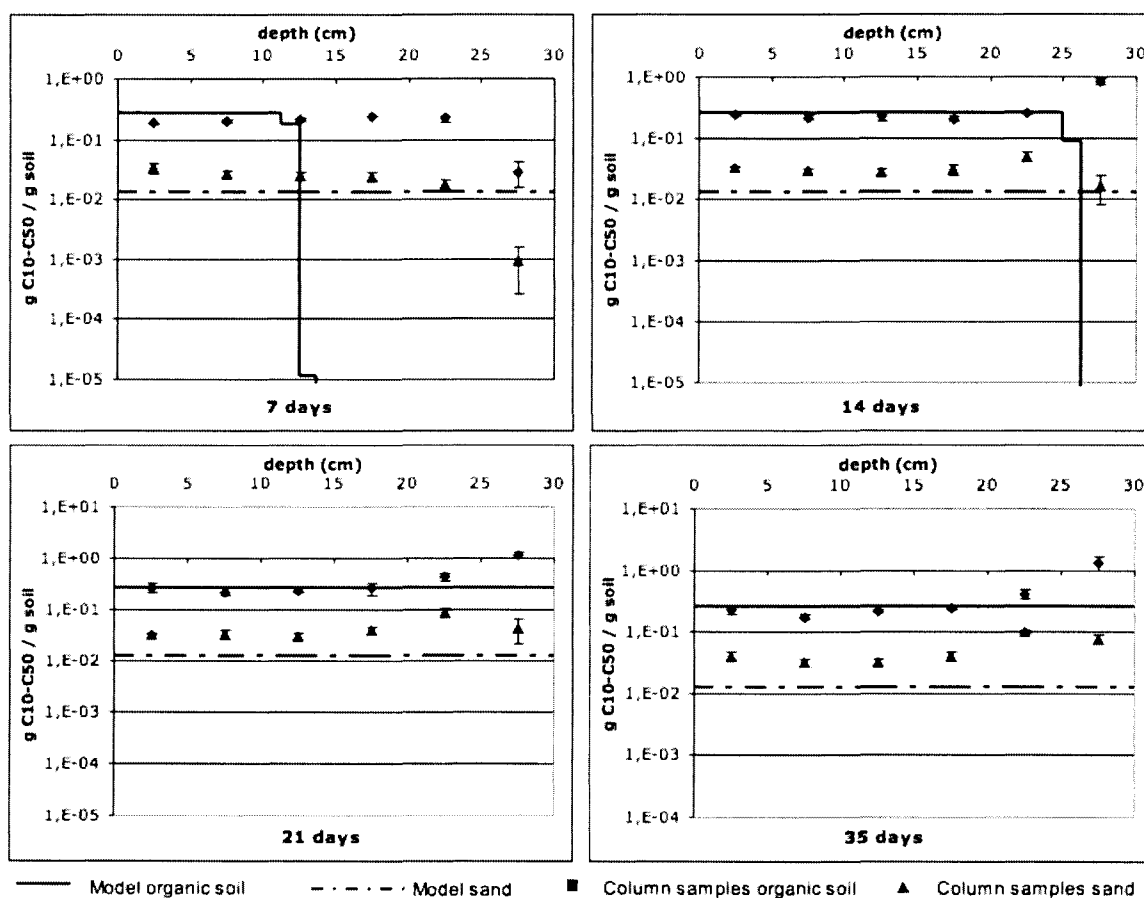 depth (cm)
0 5 10 15 20 25 30
1,E+00
1,E-01
1,E-02
1,E-03
1,E-04
1,E-05
g C10-C50 / g soil
7 days
depth (cm)
0 5 10 15 20 25 30
1,E+00
1,E-01
1,E-02
1,E-03
1,E-04
1,E-05
g C10-C50 / g soil
14 days
depth (cm)
0 5 10 15 20 25 30
1,E+01
1,E+00
1,E-01
1,E-02
1,E-03
1,E-04
1,E-05
g C10-C50 / g soil
21 days
depth (cm)
0 5 10 15 20 25 30
1,E+01
1,E+00
1,E-01
1,E-02
1,E-03
1,E-04
g C10-C50 / g soil
35 days
Model organic soil
Model sand
Column samples organic soil
Column samples sand